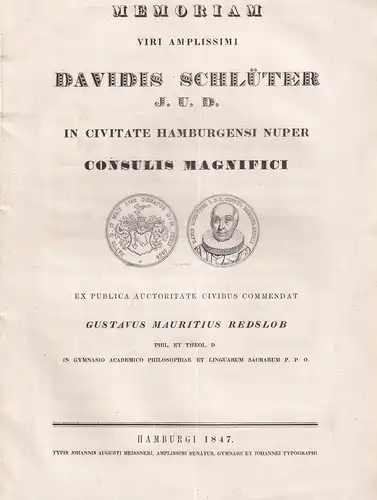 MEMORIAM
VIRI AMPLISSIMI
DAVIDIS SCHLÜTER
J. U. D.
IN CIVITATE HAMBURGENSI NUPER
CONSULIS MAGNIFICI
EX PUBLICA AUCTORITATE CIVIBUS COMMENDAT
GUSTAVUS MAURITIUS REDSLOB
PHIL. ET THEOL. D.
IN GYMNASIO ACADEMICO PHILOSOPHIAE ET LINGUARUM SACRARUM P. P. O.
HAMBURGI 1847.
TYPIS JOHANNIS AUGUSTI MEISSNERI, AMPLISSIMI SENATUS, GYMNASII ET JOHANNEI TYPOGRAPHI.